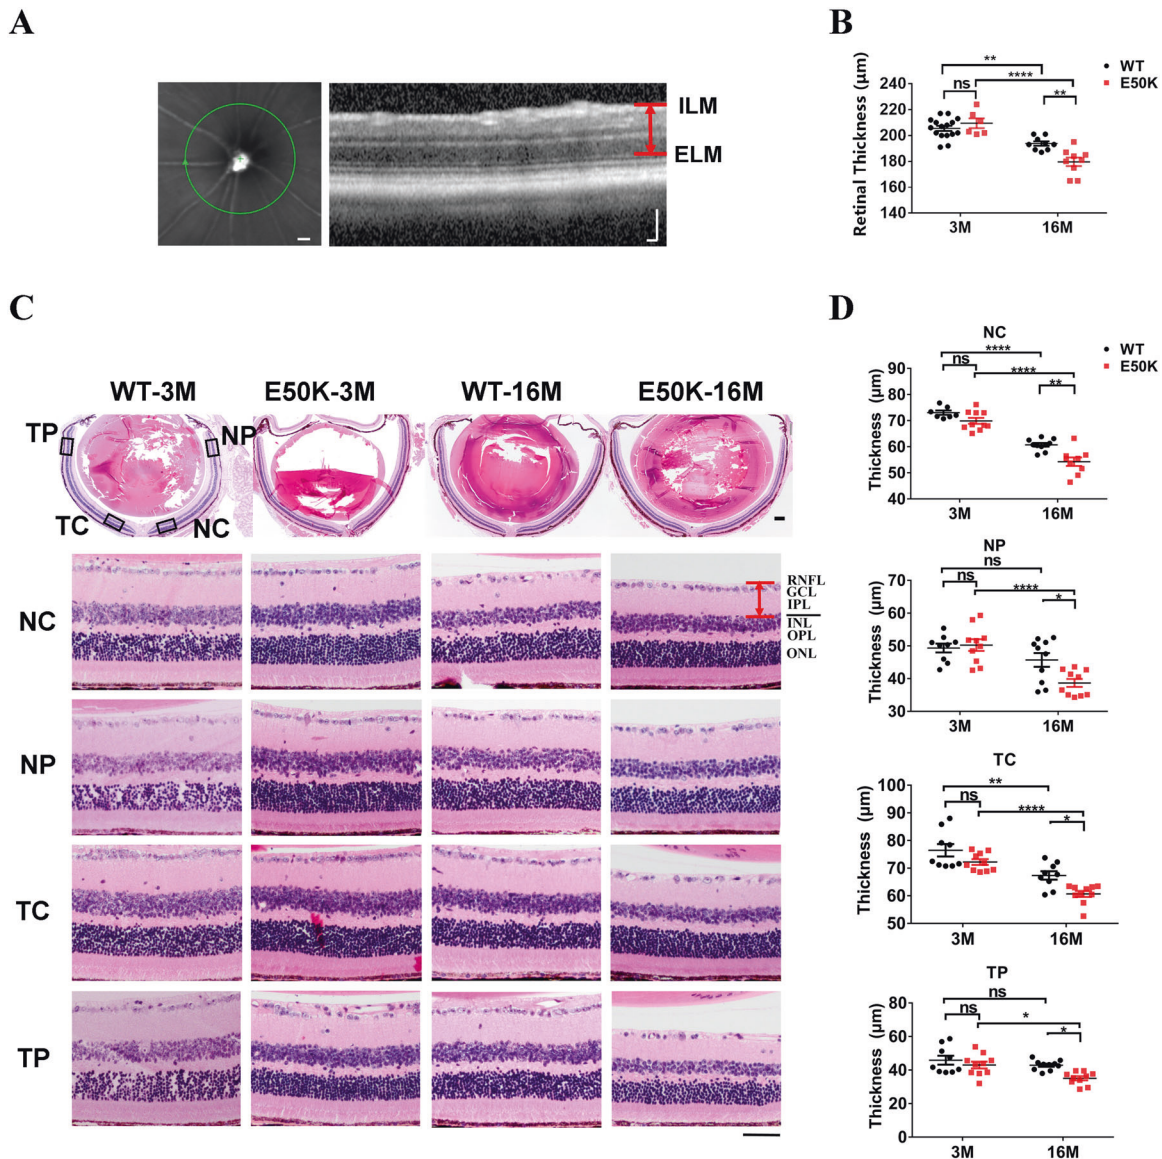 A
ILM
ELM
B
WT
E50K
Retinal Thickness (μm)
240
220
200
180
160
140
3M
16M
**
ns
****
**
C
WT-3M
E50K-3M
WT-16M
E50K-16M
TP
NP
TC
NC
NC
NP
TC
TP
RNFL
GCL
IPL
INL
OPL
ONL
D
NC
WT
E50K
Thickness (μm)
90
80
70
60
50
40
3M
16M
****
ns
****
**
NP
Thickness (μm)
70
60
50
40
30
3M
16M
ns
ns
****
*
TC
Thickness (μm)
100
90
80
70
60
50
3M
16M
**
ns
****
*
TP
Thickness (μm)
80
60
40
20
0
3M
16M
ns
ns
*
*